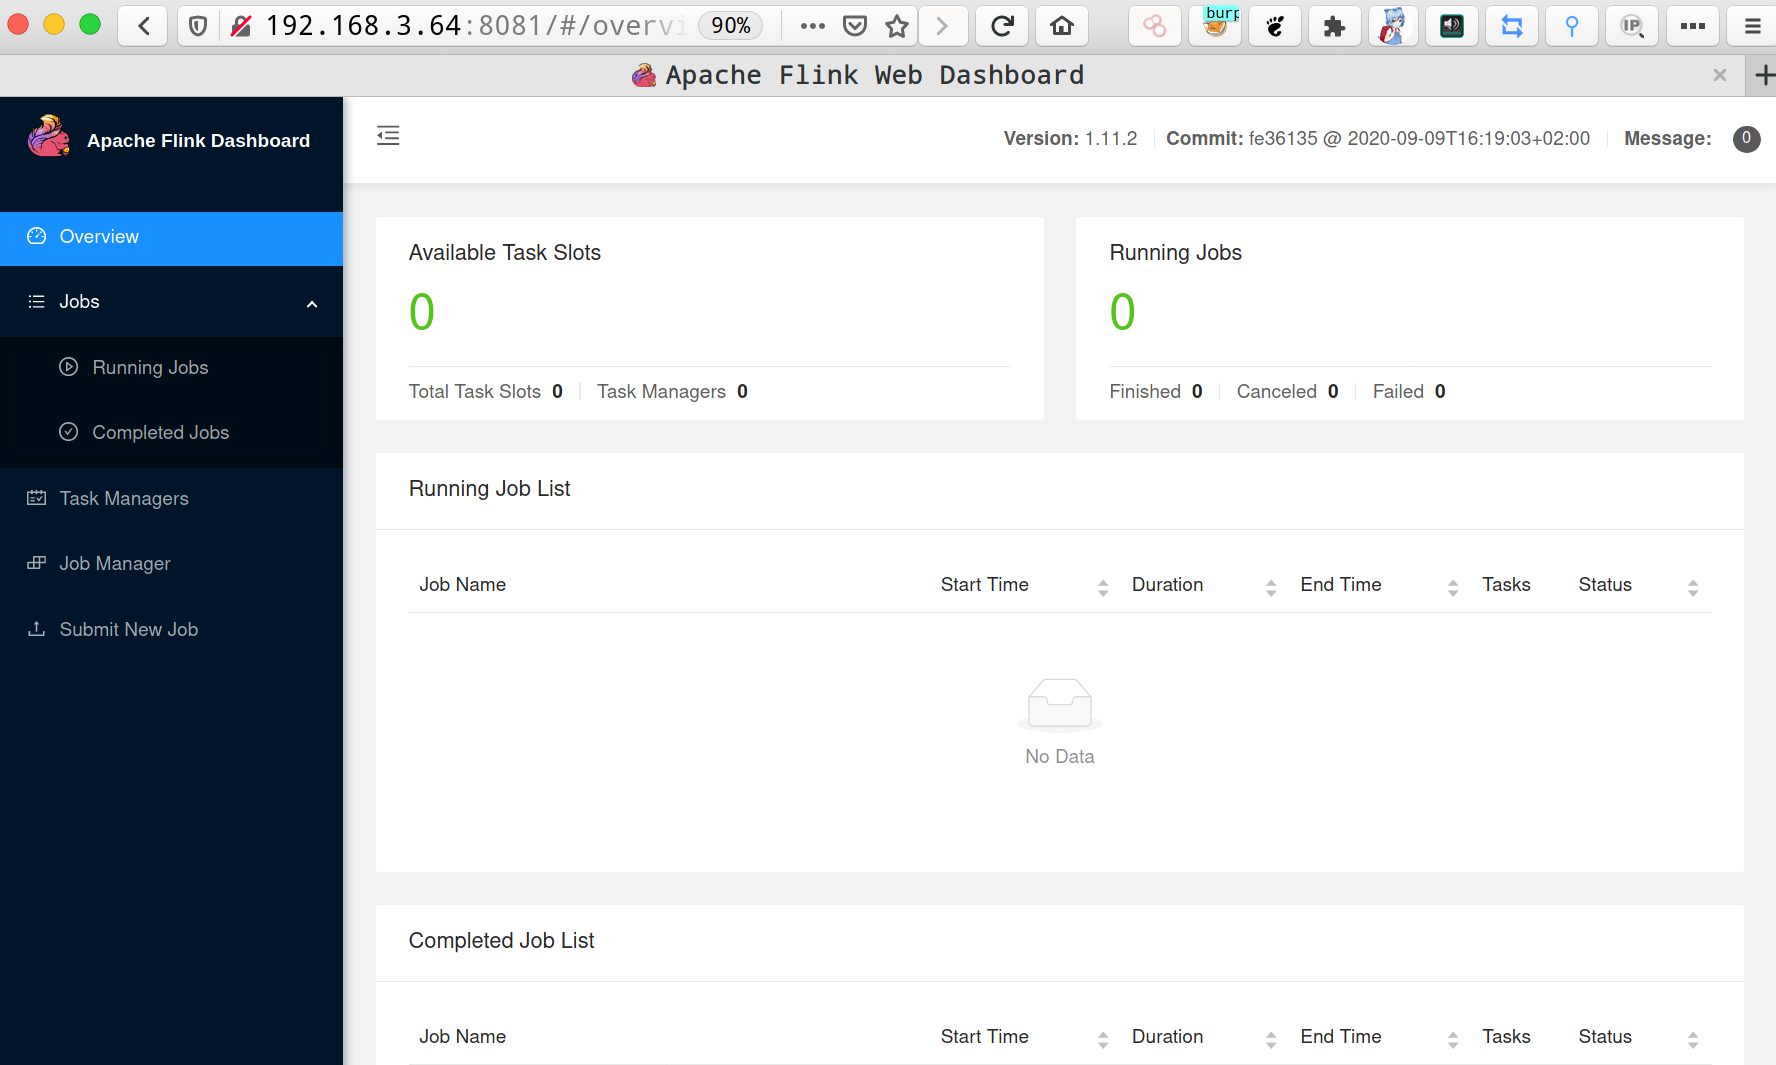 192.168.3.64:8081/#/overvi 90% burp IP
Apache Flink Web Dashboard
Apache Flink Dashboard
Version: 1.11.2 Commit: fe36135 @ 2020-09-09T16:19:03+02:00 Message: 0
Overview
Jobs
Running Jobs
Completed Jobs
Task Managers
Job Manager
Submit New Job
Available Task Slots
0
Total Task Slots 0 Task Managers 0
Running Jobs
0
Finished 0 Canceled 0 Failed 0
Running Job List
Job Name Start Time Duration End Time Tasks Status
No Data
Completed Job List
Job Name Start Time Duration End Time Tasks Status